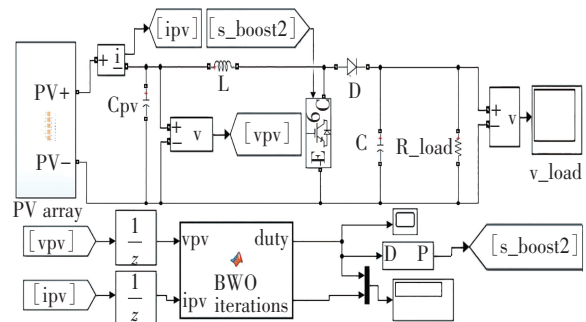 [ipv]
[s_boost2]
+
i
-
PV+
PV−
PV array
Cpv
L
D
+
-
v
[vpv]
g
C
E
C
R_load
+
-
v
v_load
[vpv]
1
z
[ipv]
1
z
vpv
ipv
duty
BWO
iterations
D
P
[s_boost2]